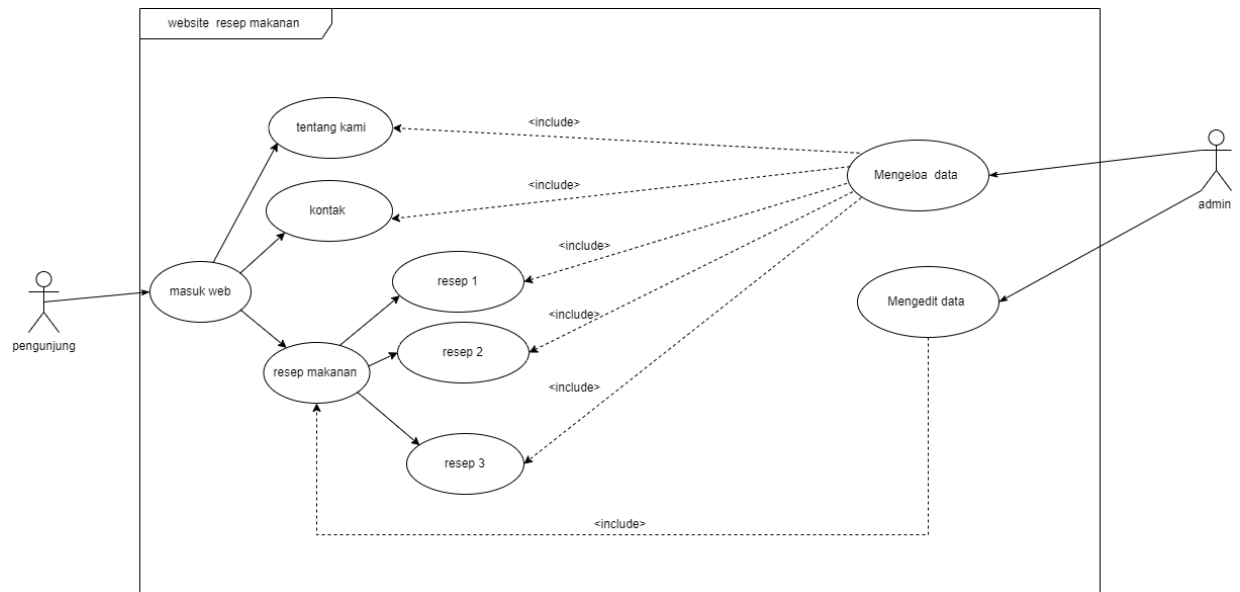 website resep makanan
tentang kami
<include>
Mengeloa data
admin
kontak
<include>
<include>
masuk web
resep 1
Mengedit data
pengunjung
<include>
resep 2
resep makanan
<include>
resep 3
<include>